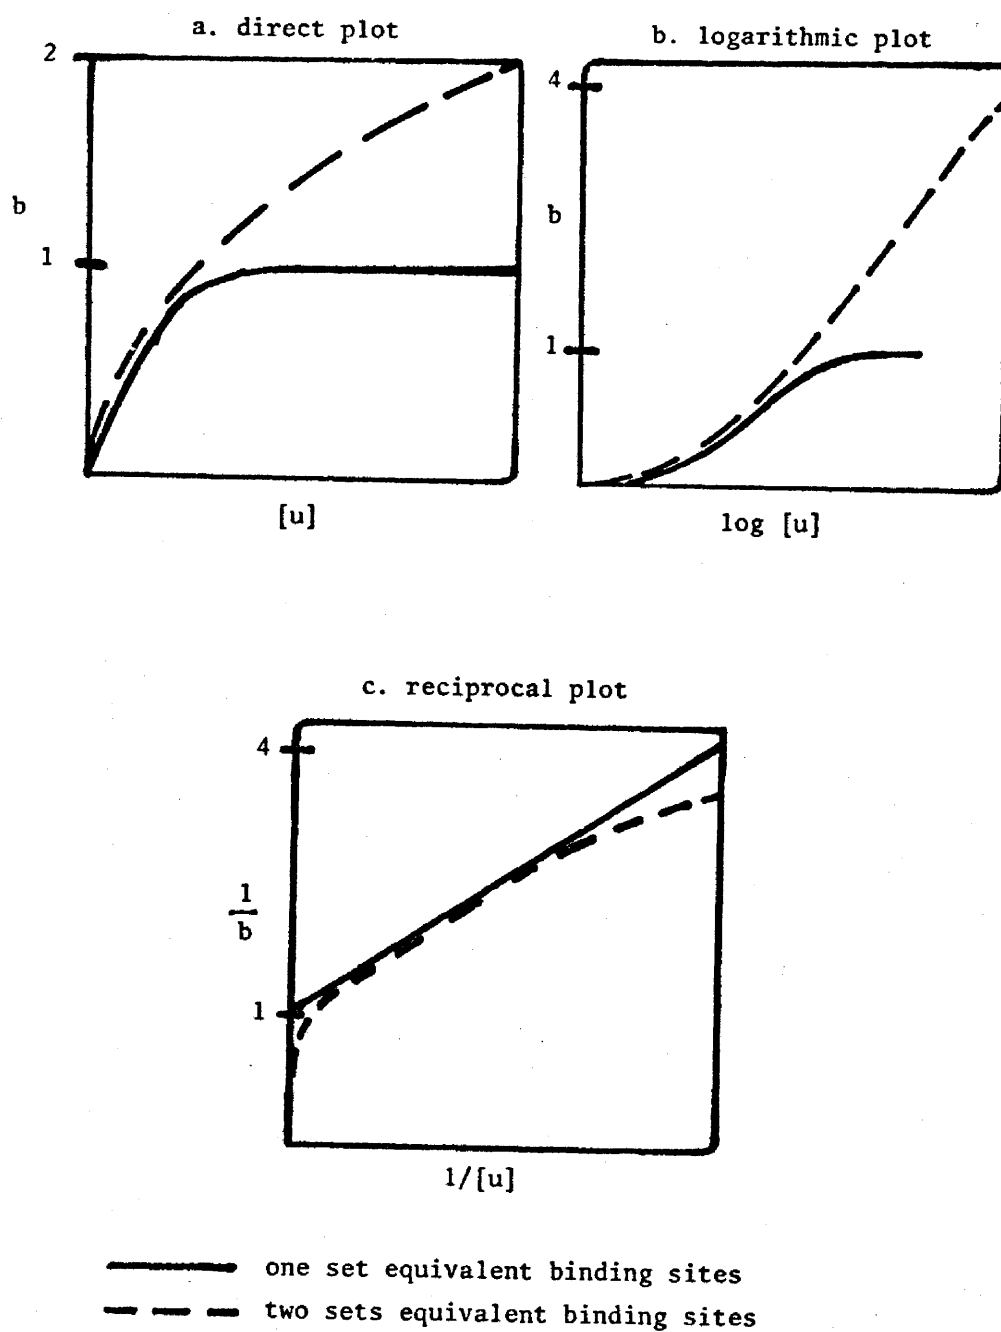 a. direct plot
2
b
1
[u]
b. logarithmic plot
4
b
1
log [u]
c. reciprocal plot
4
1
b
1
1/[u]
one set equivalent binding sites
two sets equivalent binding sites